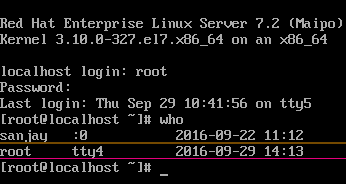 Red Hat Enterprise Linux Server 7.2 (Maipo)
Kernel 3.10.0-327.el7.x86_64 on an x86_64
localhost login: root
Password:
Last login: Thu Sep 29 10:41:56 on tty5
[root@localhost ~]# who
sanjay   :0           2016-09-22 11:12
root     tty4         2016-09-29 14:13
[root@localhost ~]# _